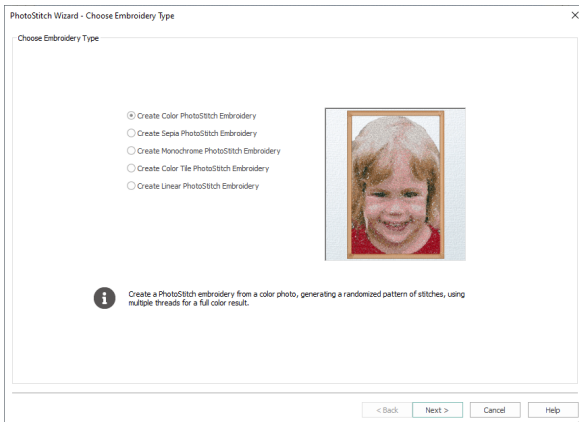 PhotoStitch Wizard - Choose Embroidery Type
Choose Embroidery Type
Create Color PhotoStitch Embroidery
Create Sepia PhotoStitch Embroidery
Create Monochrome PhotoStitch Embroidery
Create Color Tile PhotoStitch Embroidery
Create Linear PhotoStitch Embroidery
Create a PhotoStitch embroidery from a color photo, generating a randomized pattern of stitches, using
multiple threads for a full color result.
< Back Next > Cancel Help